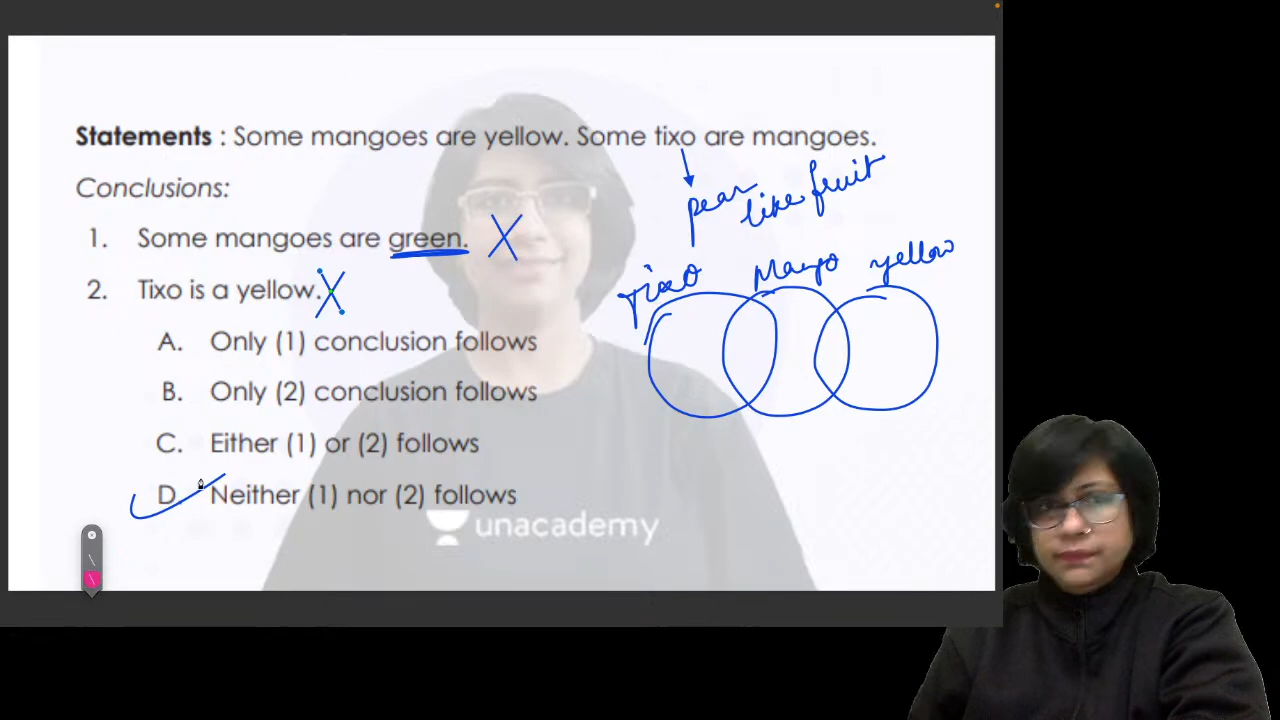 Statements : Some mangoes are yellow. Some tixo are mangoes.
pear like fruit
Conclusions:
1. Some mangoes are green. X
2. Tixo is a yellow. X
Tixo Mango yellow
A. Only (1) conclusion follows
B. Only (2) conclusion follows
C. Either (1) or (2) follows
D. Neither (1) nor (2) follows
unacademy